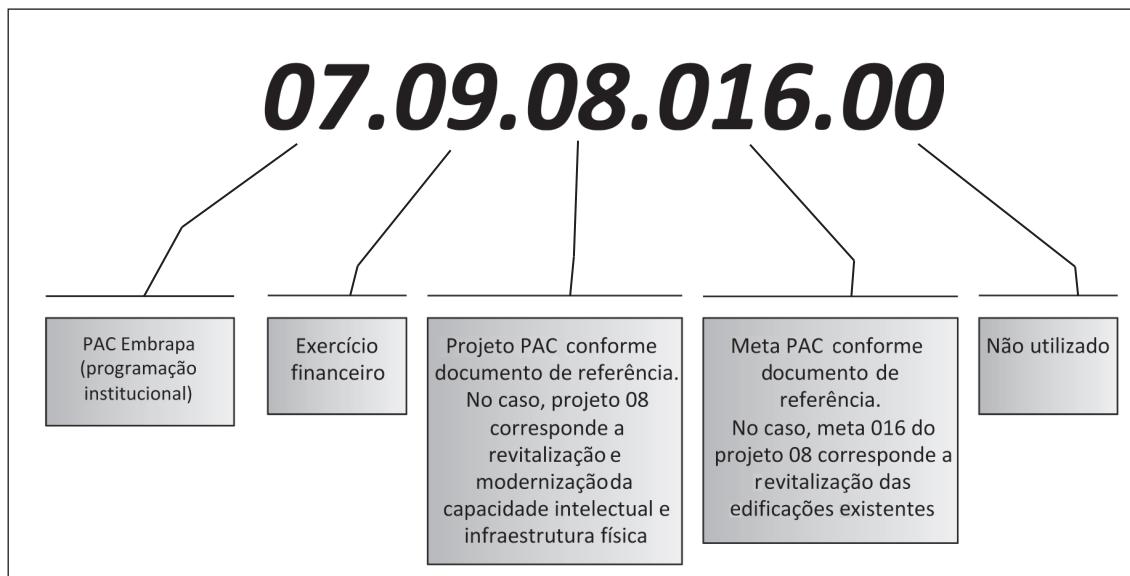 07.09.08.016.00
PAC Embrapa
(programação
institucional)
Exercício
financeiro
Projeto PAC conforme
documento de referência.
No caso, projeto 08
corresponde a
revitalização e
modernização da
capacidade intelectual e
infraestrutura física
Meta PAC conforme
documento de
referência.
No caso, meta 016 do
projeto 08 corresponde a
revitalização das
edificações existentes
Não utilizado